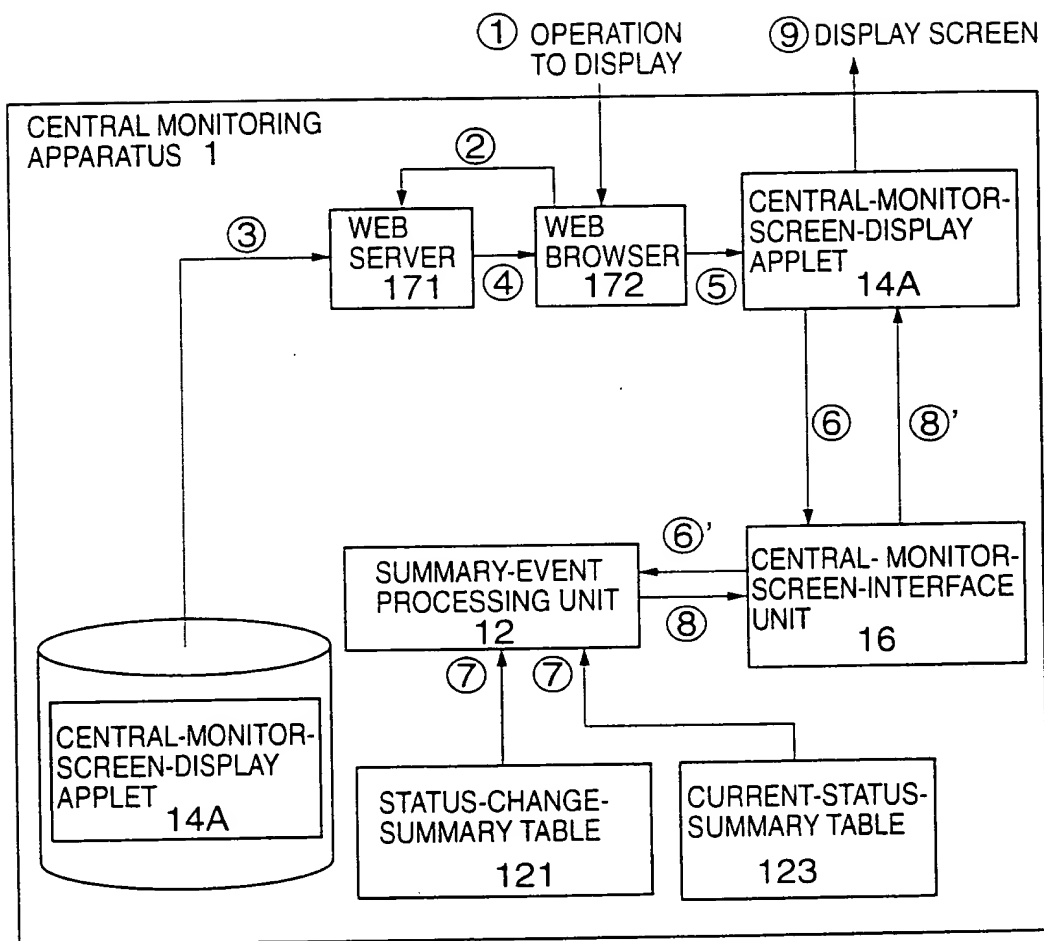 ① OPERATION
TO DISPLAY
⑨ DISPLAY SCREEN
CENTRAL MONITORING
APPARATUS 1
②
③
WEB
SERVER
171
④
WEB
BROWSER
172
⑤
CENTRAL-MONITOR-
SCREEN-DISPLAY
APPLET
14A
⑥
⑧'
SUMMARY-EVENT
PROCESSING UNIT
12
⑥'
⑧
CENTRAL- MONITOR-
SCREEN-INTERFACE
UNIT
16
⑦
⑦
CENTRAL-MONITOR-
SCREEN-DISPLAY
APPLET
14A
STATUS-CHANGE-
SUMMARY TABLE
121
CURRENT-STATUS-
SUMMARY TABLE
123